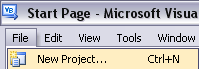 Start Page - Microsoft Visua
File Edit View Tools Window
New Project... Ctrl+N